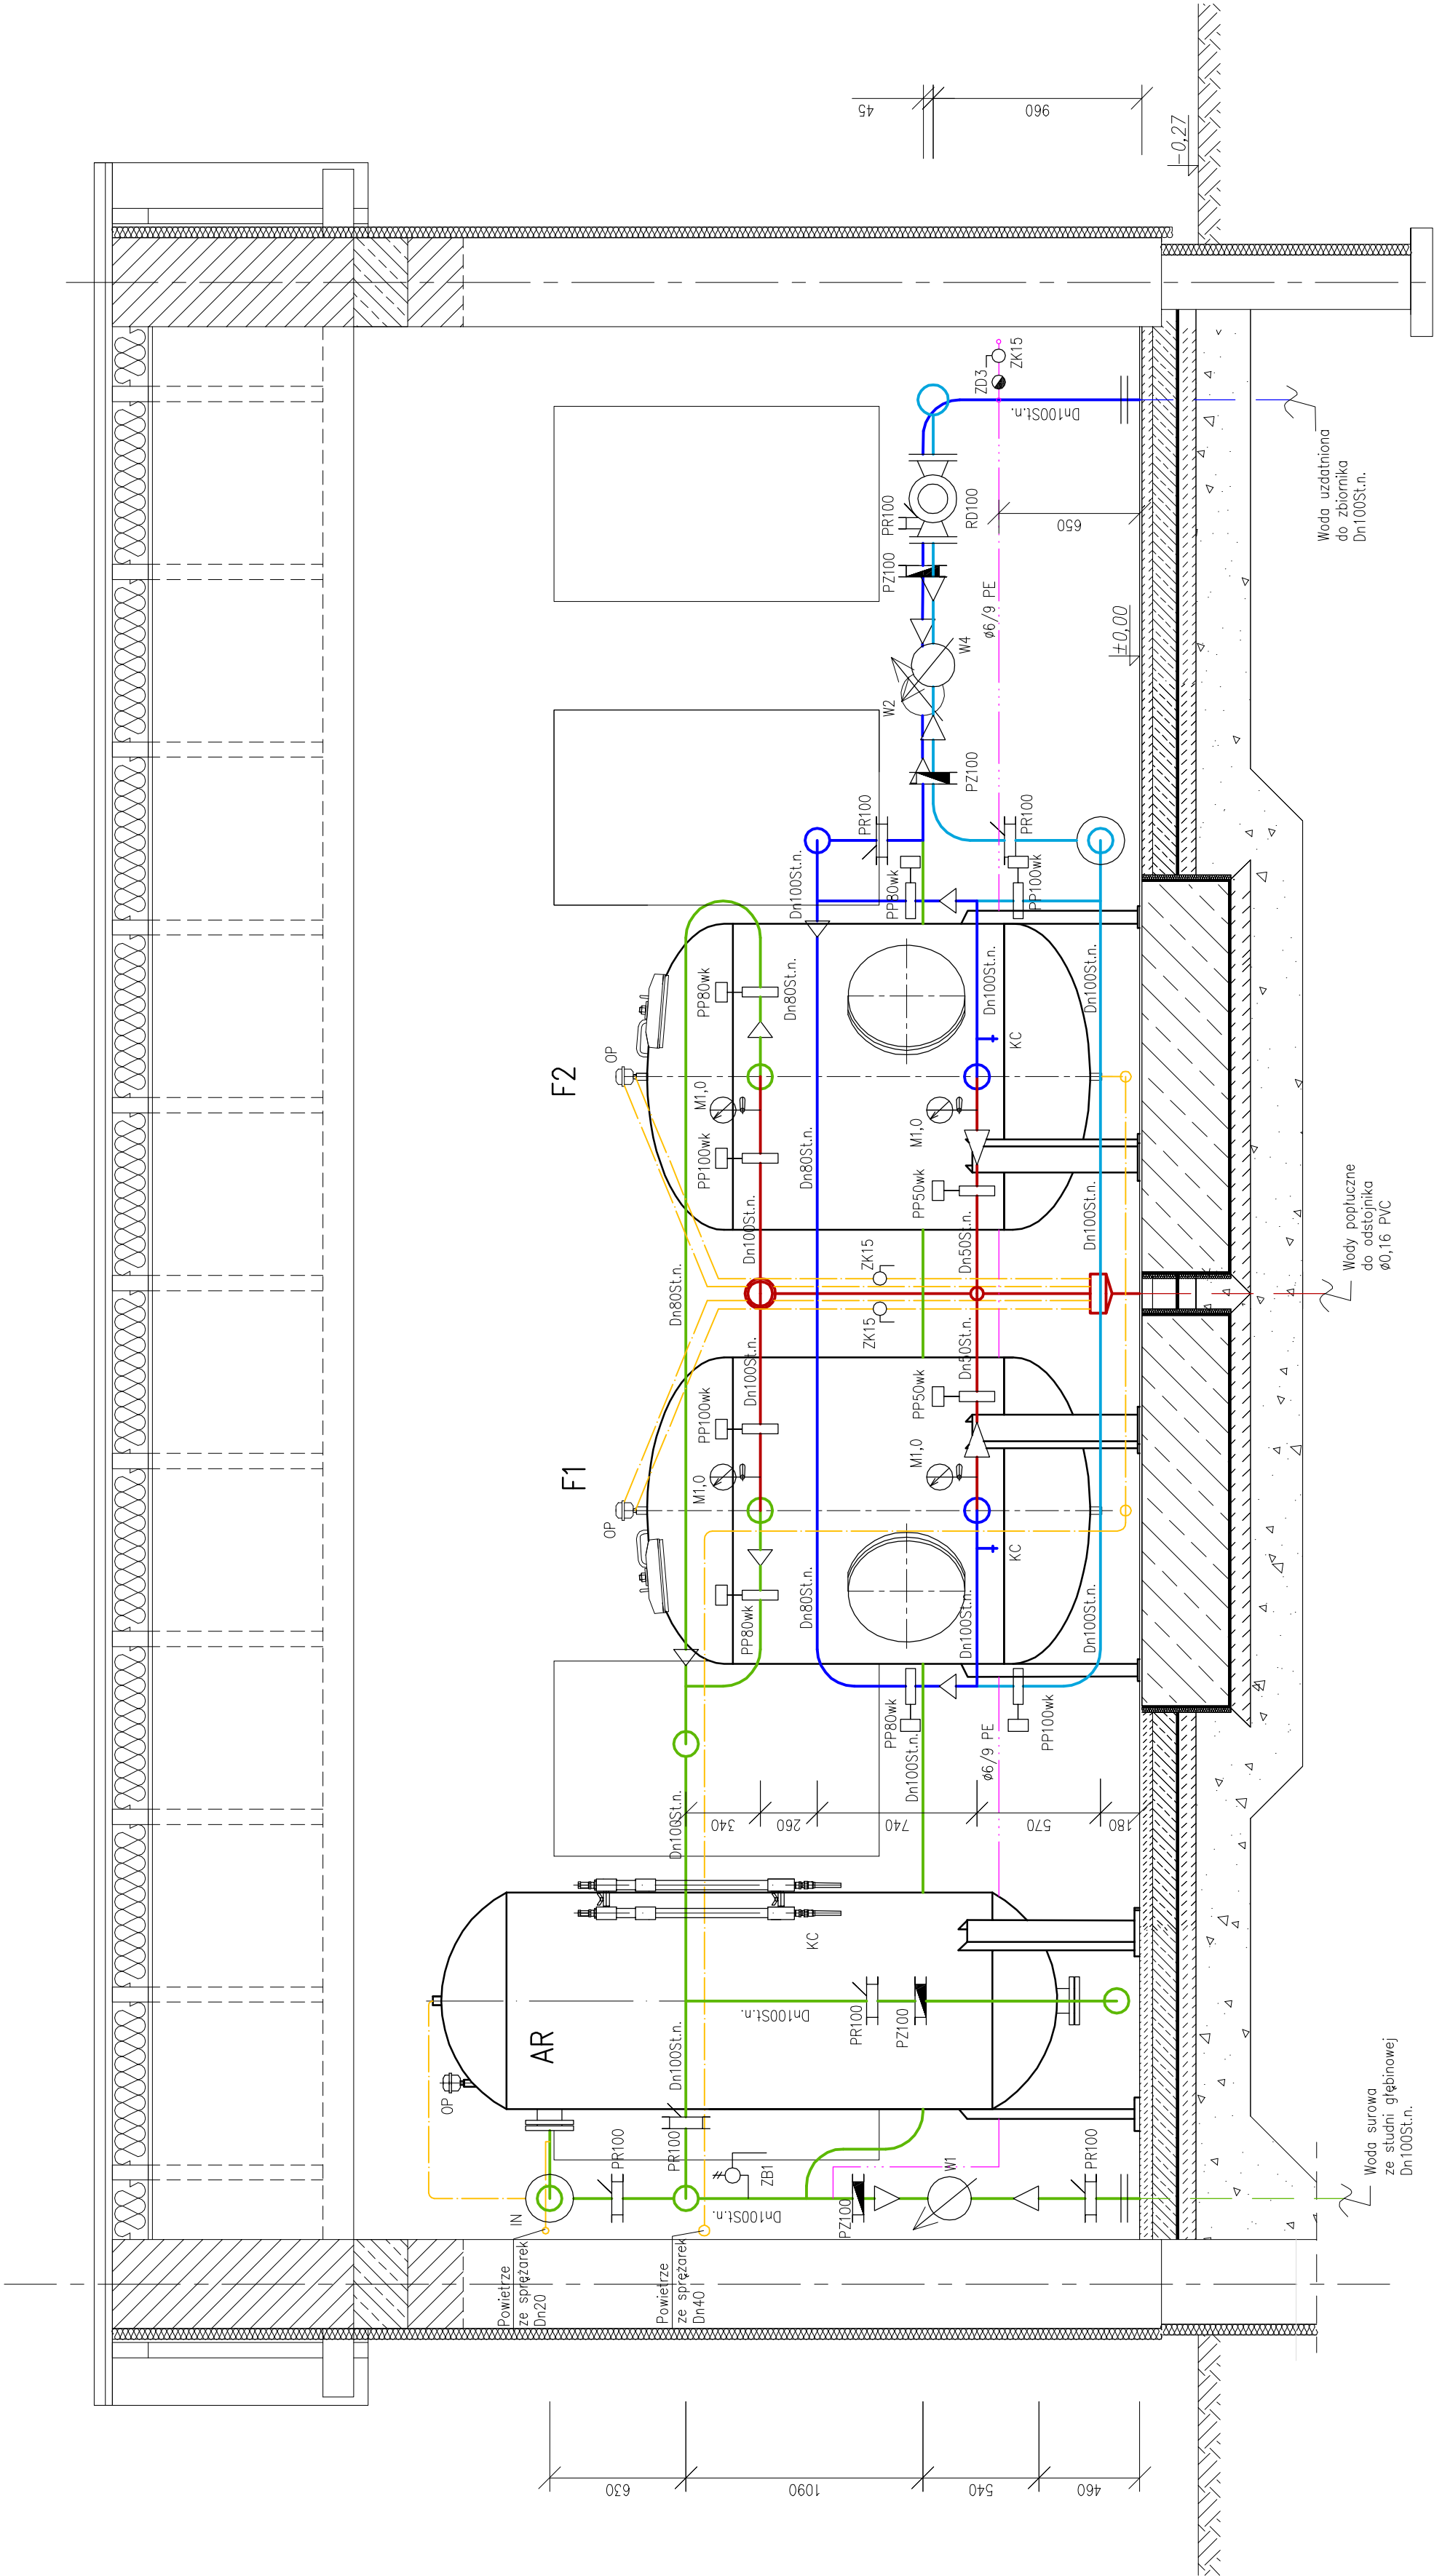 AR
F1
F2
OP
OP
OP
IN
Powietrze
ze sprężarek
Dn20
Powietrze
ze sprężarek
Dn40
PR100
PR100
ZB1
Dn100St.n.
PZ100
W1
PR100
Woda surowa
ze studni głębinowej
Dn100St.n.
630
1090
540
460
Dn100St.n.
Dn100St.n.
PR100
PZ100
KC
Dn100St.n.
340
260
740
570
180
ø6/9 PE
Dn100St.n.
PP80wk
PP100wk
PP80wk
M1,0
PP100wk
Dn100St.n.
Dn80St.n.
Dn80St.n.
Dn100St.n.
KC
Dn100St.n.
M1,0
PP50wk
Dn50St.n.
ZK15
ZK15
Dn50St.n.
PP50wk
M1,0
KC
Dn100St.n.
Dn100St.n.
Dn100St.n.
Dn80St.n.
Dn100St.n.
PP100wk
M1,0
PP80wk
Dn80St.n.
Dn100St.n.
PP80wk
PP100wk
PR100
PR100
PZ100
W2
W4
PZ100
PR100
RD100
ø6/9 PE
650
±0,00
ZD3
ZK15
Dn100St.n.
45
960
-0,27
Wody popłuczne
do odstojnika
ø0,16 PVC
Woda uzdatniona
do zbiornika
Dn100St.n.